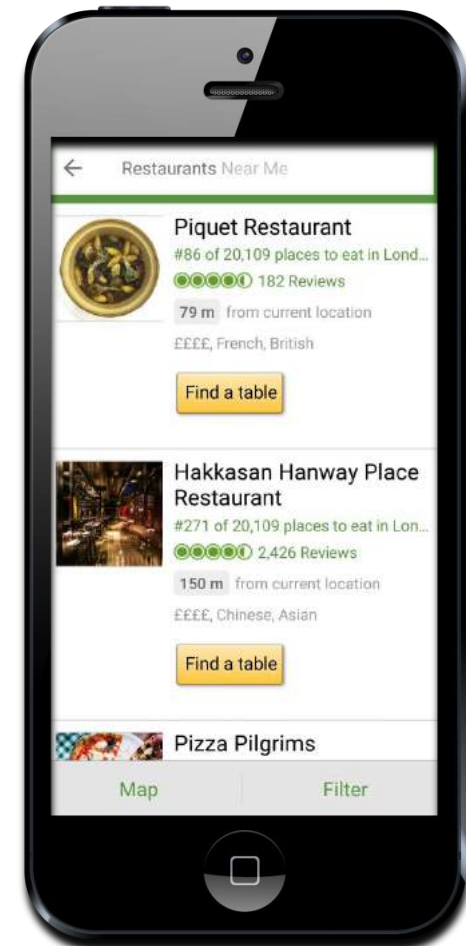 Restaurants Near Me
Piquet Restaurant
#86 of 20,109 places to eat in Lond...
182 Reviews
79 m from current location
££££, French, British
Find a table
Hakkasan Hanway Place
Restaurant
#271 of 20,109 places to eat in Lon...
2,426 Reviews
150 m from current location
££££, Chinese, Asian
Find a table
Pizza Pilgrims
Map Filter